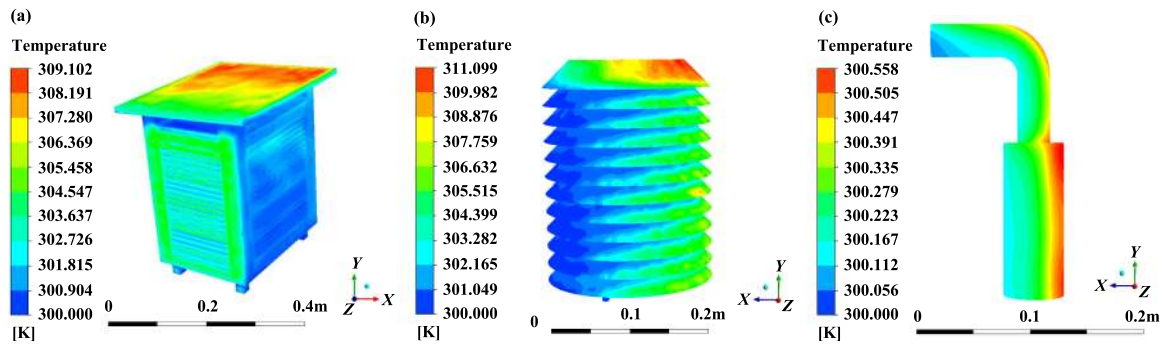 (a)
Temperature
309.102
308.191
307.280
306.369
305.458
304.547
303.637
302.726
301.815
300.904
300.000
[K]
0 0.2 0.4m
Y
X
Z
(b)
Temperature
311.099
309.982
308.876
307.759
306.632
305.515
304.399
303.282
302.165
301.049
300.000
[K]
0 0.1 0.2m
Y
X
Z
(c)
Temperature
300.558
300.505
300.447
300.391
300.335
300.279
300.223
300.167
300.112
300.056
300.000
[K]
0 0.1 0.2m
Y
X
Z